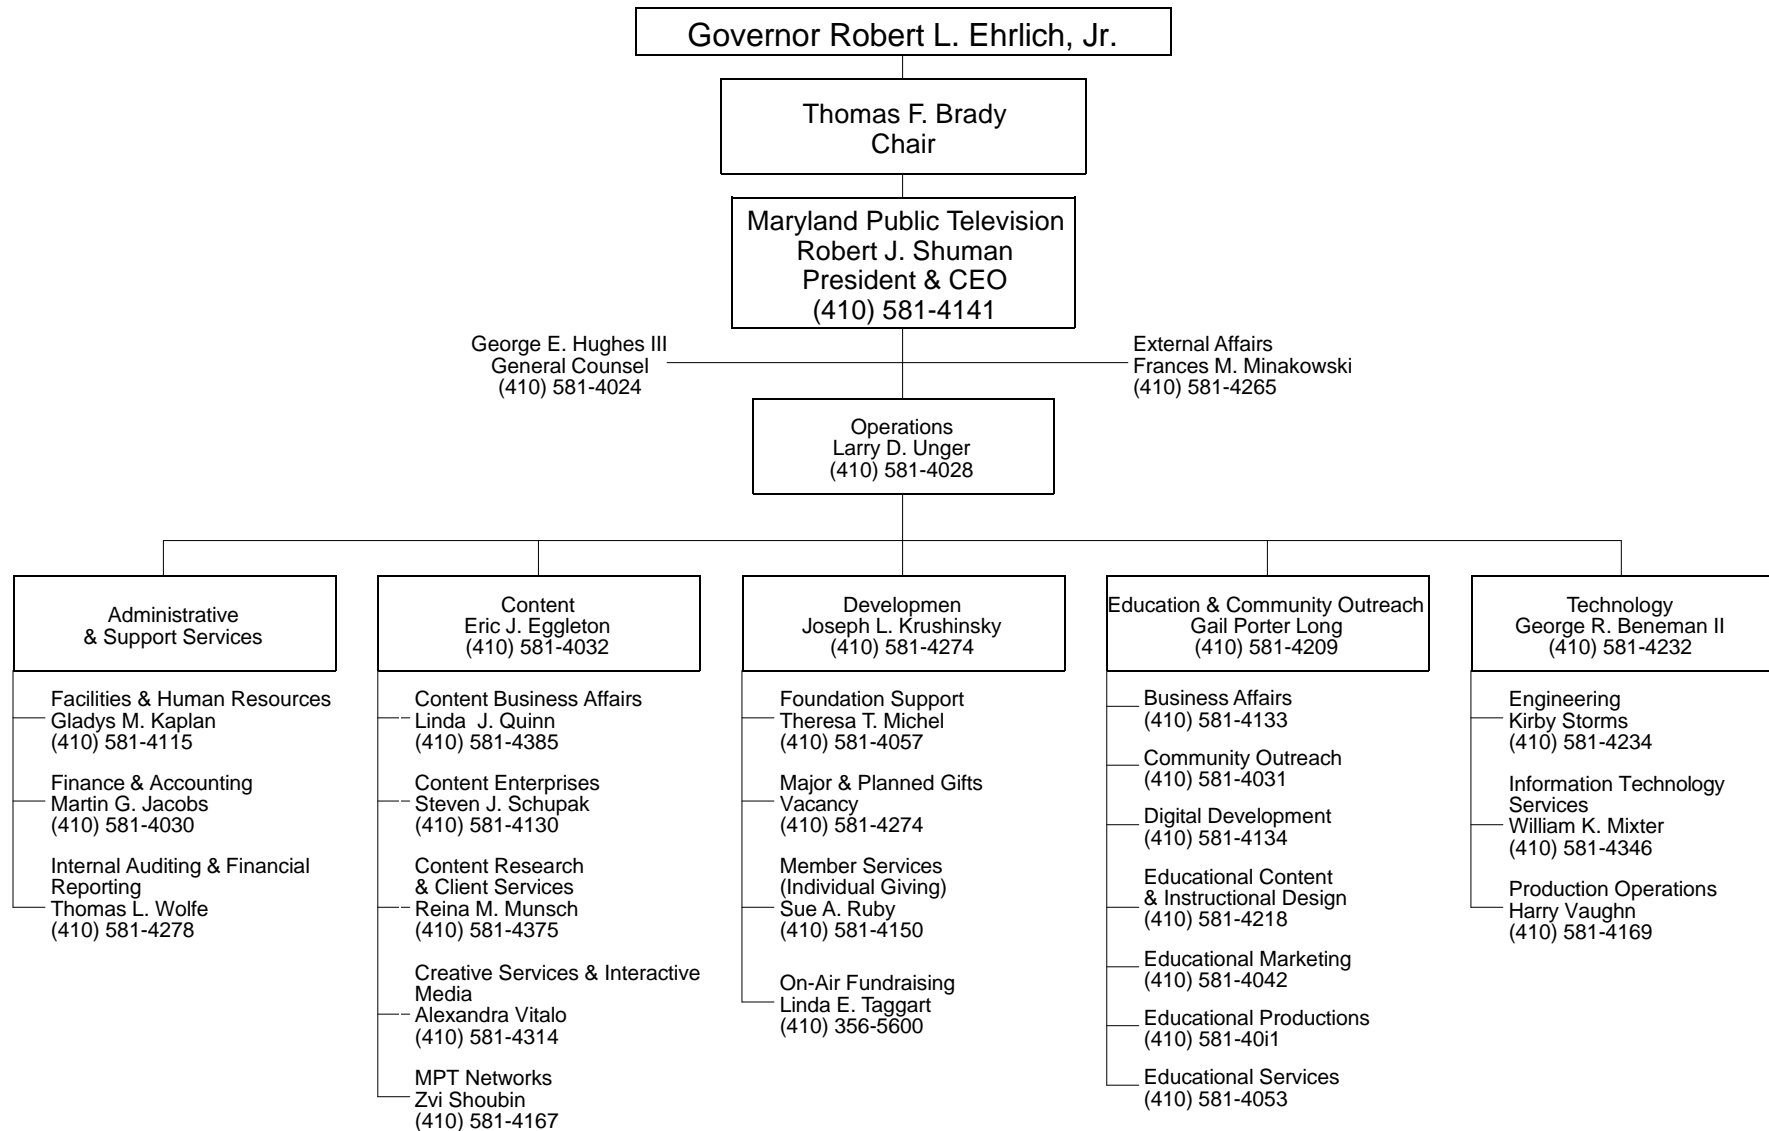 Governor Robert L. Ehrlich, Jr.
Thomas F. Brady
Chair
Maryland Public Television
Robert J. Shuman
President & CEO
(410) 581-4141
George E. Hughes III
General Counsel
(410) 581-4024
External Affairs
Frances M. Minakowski
(410) 581-4265
Operations
Larry D. Unger
(410) 581-4028
Administrative
& Support Services
Facilities & Human Resources
Gladys M. Kaplan
(410) 581-4115
Finance & Accounting
Martin G. Jacobs
(410) 581-4030
Internal Auditing & Financial
Reporting
Thomas L. Wolfe
(410) 581-4278
Content
Eric J. Eggleton
(410) 581-4032
Content Business Affairs
Linda  J. Quinn
(410) 581-4385
Content Enterprises
Steven J. Schupak
(410) 581-4130
Content Research
& Client Services
Reina M. Munsch
(410) 581-4375
Creative Services & Interactive
Media
Alexandra Vitalo
(410) 581-4314
MPT Networks
Zvi Shoubin
(410) 581-4167
Developmen
Joseph L. Krushinsky
(410) 581-4274
Foundation Support
Theresa T. Michel
(410) 581-4057
Major & Planned Gifts
Vacancy
(410) 581-4274
Member Services
(Individual Giving)
Sue A. Ruby
(410) 581-4150
On-Air Fundraising
Linda E. Taggart
(410) 356-5600
Education & Community Outreach
Gail Porter Long
(410) 581-4209
Business Affairs
(410) 581-4133
Community Outreach
(410) 581-4031
Digital Development
(410) 581-4134
Educational Content
& Instructional Design
(410) 581-4218
Educational Marketing
(410) 581-4042
Educational Productions
(410) 581-40i1
Educational Services
(410) 581-4053
Technology
George R. Beneman II
(410) 581-4232
Engineering
Kirby Storms
(410) 581-4234
Information Technology
Services
William K. Mixter
(410) 581-4346
Production Operations
Harry Vaughn
(410) 581-4169